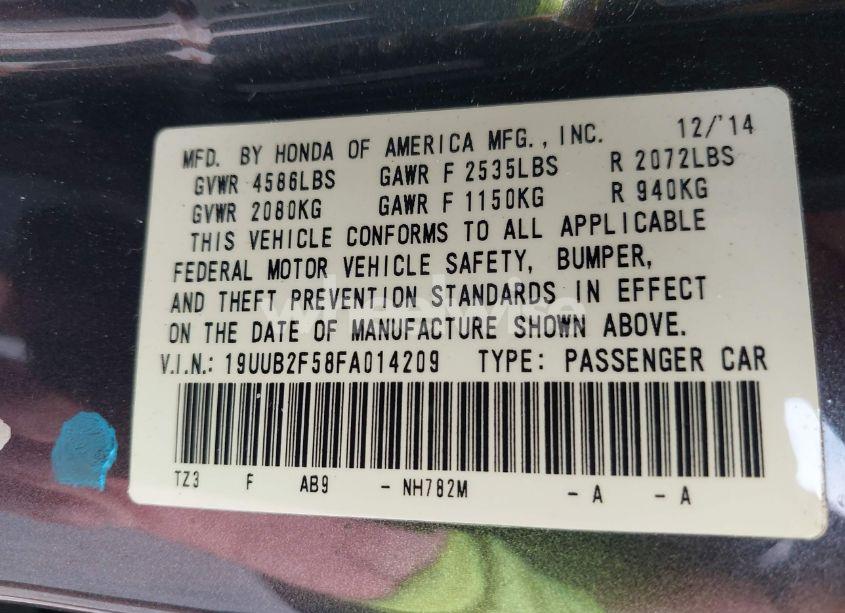 MFD. BY HONDA OF AMERICA MFG., INC. 12/'14
GVWR 4586LBS GAWR F 2535LBS R 2072LBS
GVWR 2080KG GAWR F 1150KG R 940KG
THIS VEHICLE CONFORMS TO ALL APPLICABLE
FEDERAL MOTOR VEHICLE SAFETY, BUMPER,
AND THEFT PREVENTION STANDARDS IN EFFECT
ON THE DATE OF MANUFACTURE SHOWN ABOVE.
V.I.N.: 19UUB2F58FA014209 TYPE: PASSENGER CAR
TZ3 F AB9 - NH782M - A - A